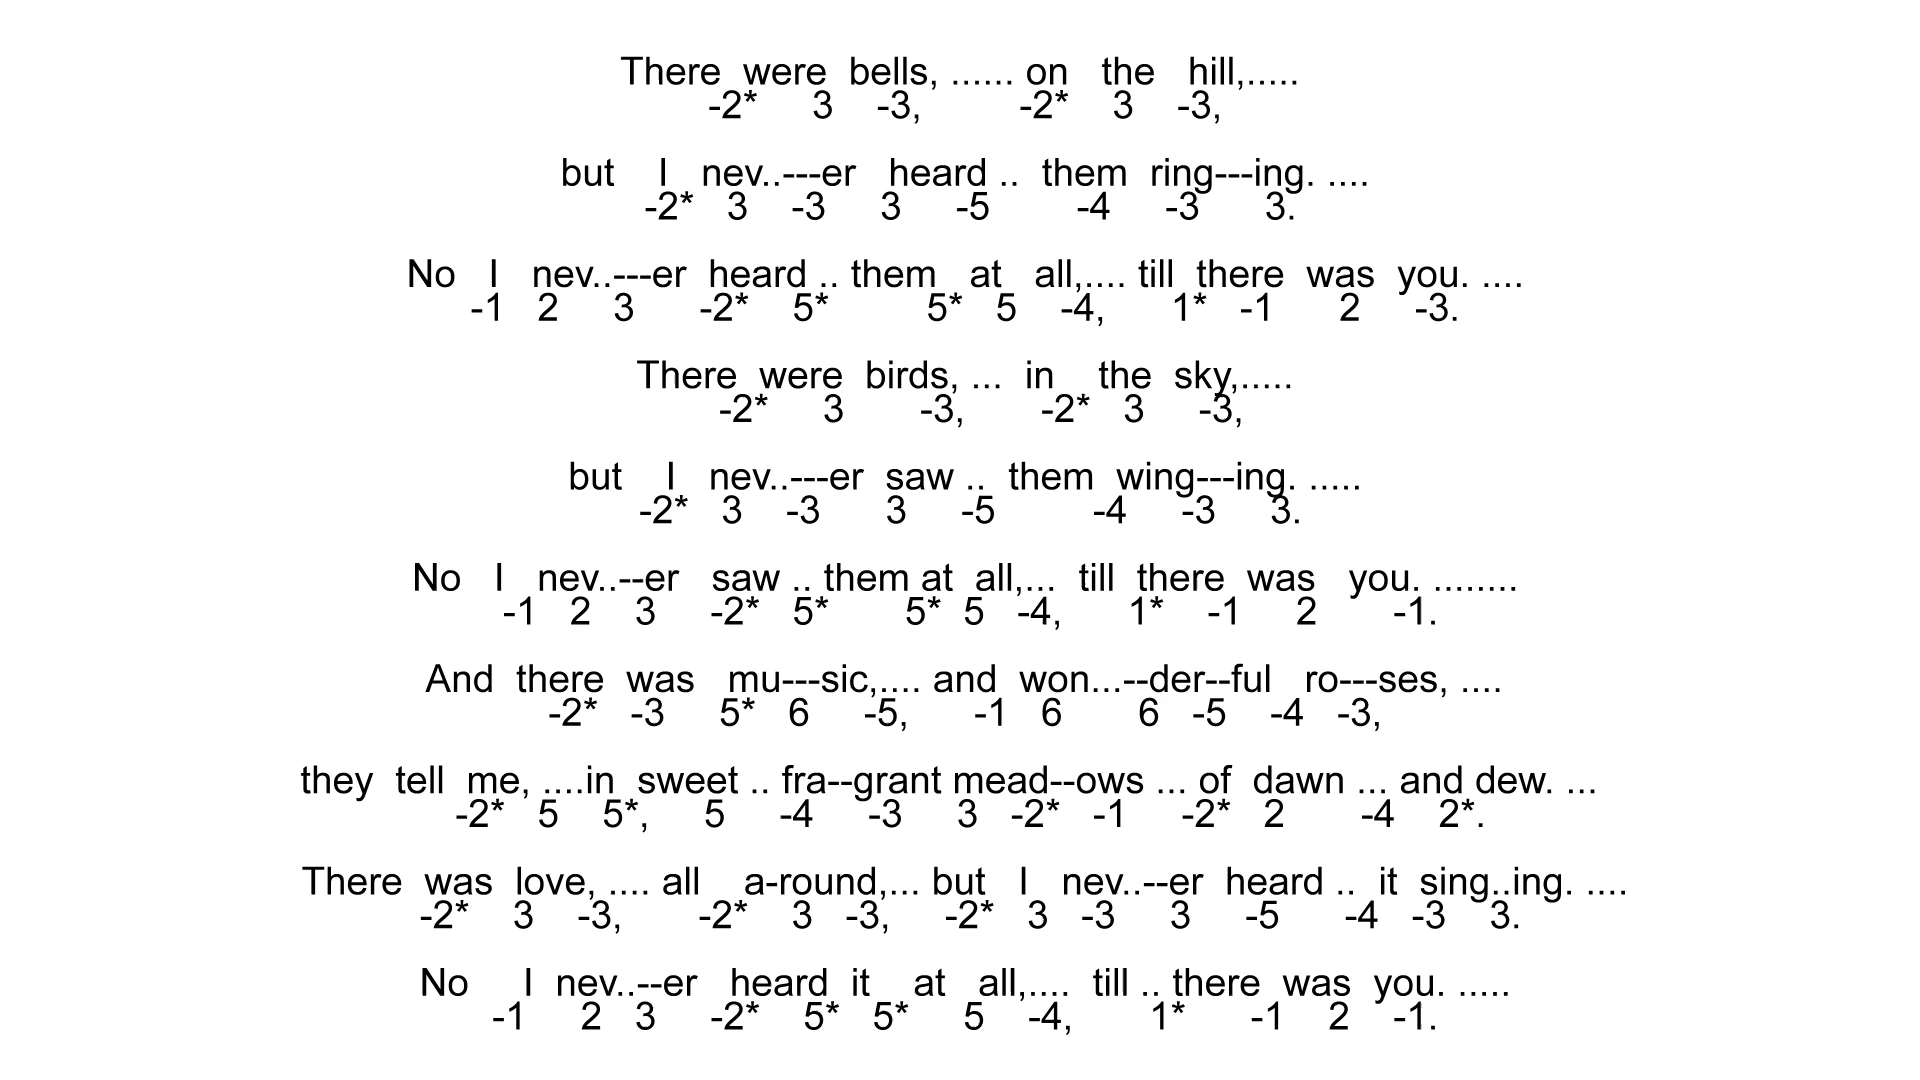 There were bells, ...... on the hill,.....
-2* 3 -3, -2* 3 -3,
but I nev..---er heard .. them ring---ing. ....
-2* 3 -3 3 -5 -4 -3 3.
No I nev..---er heard .. them at all,.... till there was you. ....
-1 2 3 -2* 5* 5* 5 -4, 1* -1 2 -3.
There were birds, ... in the sky,.....
-2* 3 -3, -2* 3 -3,
but I nev..---er saw .. them wing---ing. .....
-2* 3 -3 3 -5 -4 -3 3.
No I nev..--er saw .. them at all,... till there was you. ........
-1 2 3 -2* 5* 5* 5 -4, 1* -1 2 -1.
And there was mu---sic,.... and won...--der--ful ro---ses, ....
-2* -3 5* 6 -5, -1 6 6 -5 -4 -3,
they tell me, ....in sweet .. fra--grant mead--ows ... of dawn ... and dew. ...
-2* 5 5*, 5 -4 -3 3 -2* -1 -2* 2 -4 2*.
There was love, .... all a-round,... but I nev..--er heard .. it sing..ing. ....
-2* 3 -3, -2* 3 -3, -2* 3 -3 3 -5 -4 -3 3.
No I nev..--er heard it at all,.... till .. there was you. .....
-1 2 3 -2* 5* 5* 5 -4, 1* -1 2 -1.